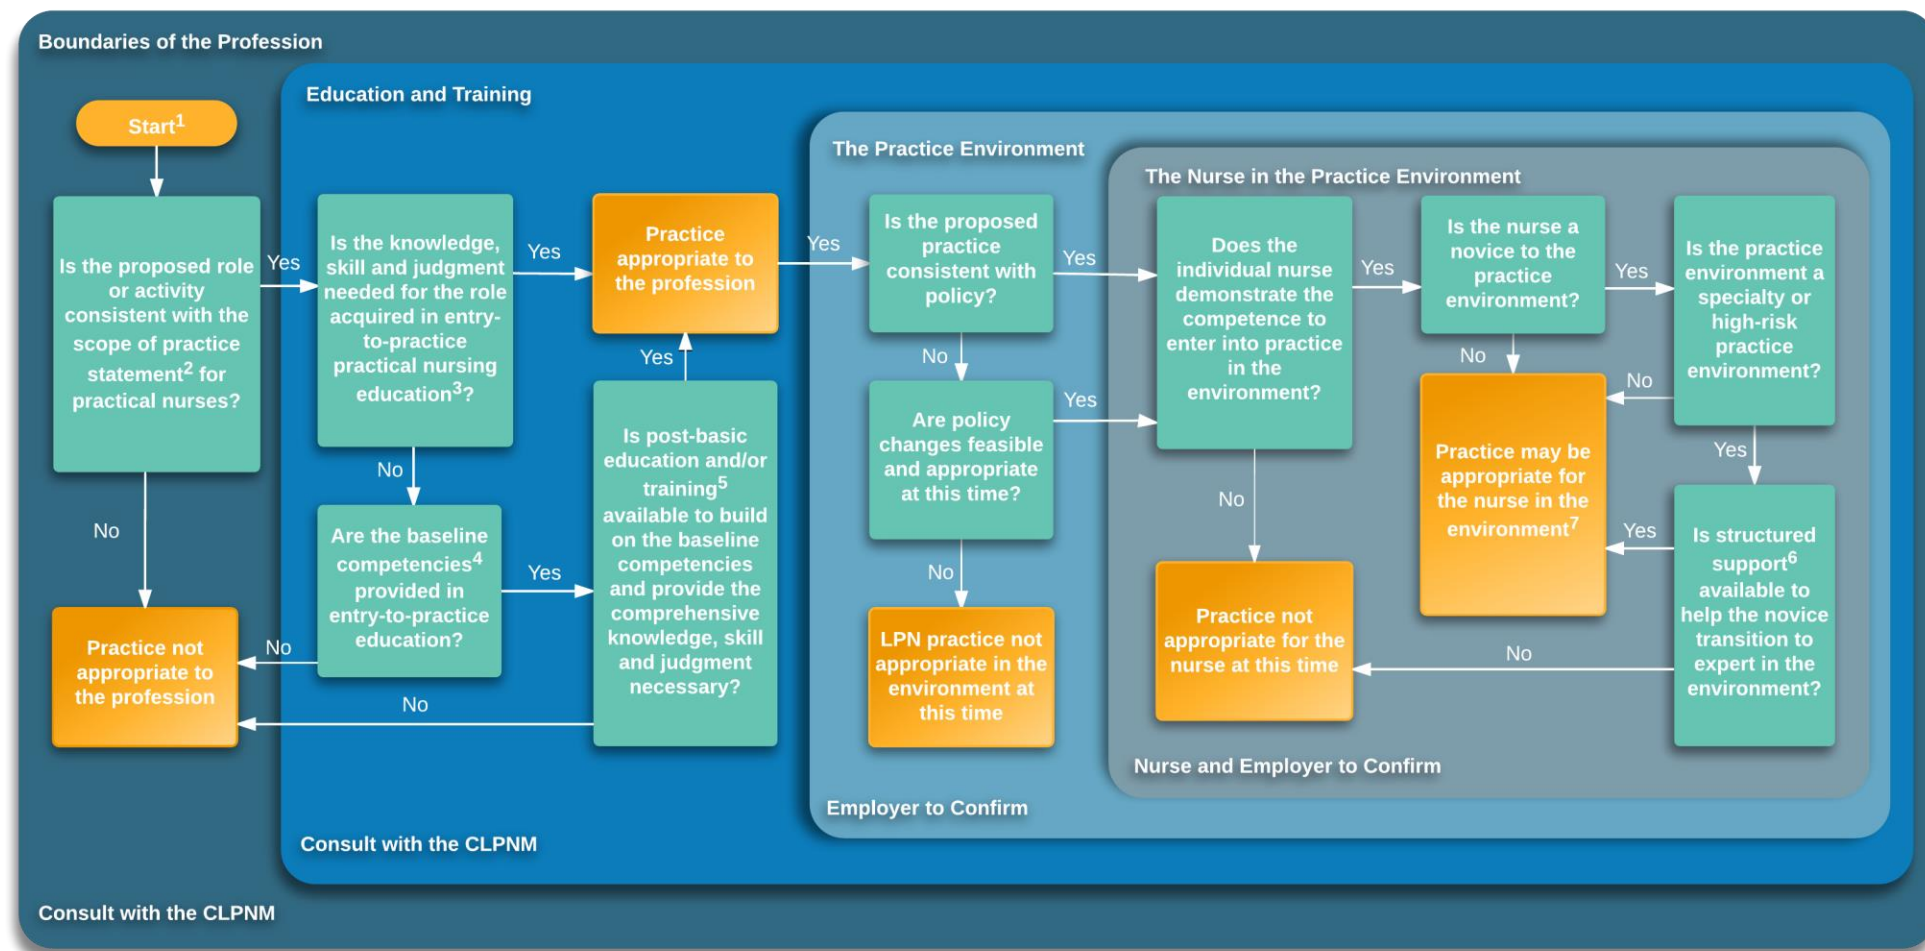 Boundaries of the Profession
Start1
Is the proposed role
or activity
consistent with the
scope of practice
statement2 for
practical nurses?
Yes
No
Practice not
appropriate to
the profession
Consult with the CLPNM
Education and Training
Is the knowledge,
skill and judgment
needed for the role
acquired in entry-
to-practice
practical nursing
education3?
Yes
No
Are the baseline
competencies4
provided in
entry-to-practice
education?
Yes
No
Practice
appropriate to
the profession
Yes
Yes
Is post-basic
education and/or
training5
available to build
on the baseline
competencies
and provide the
comprehensive
knowledge, skill
and judgment
necessary?
No
Consult with the CLPNM
The Practice Environment
Is the proposed
practice
consistent with
policy?
Yes
No
Are policy
changes feasible
and appropriate
at this time?
Yes
No
LPN practice not
appropriate in the
environment at
this time
Employer to Confirm
The Nurse in the Practice Environment
Does the
individual nurse
demonstrate the
competence to
enter into practice
in the
environment?
Yes
No
Practice not
appropriate for the
nurse at this time
Is the nurse a
novice to the
practice
environment?
Yes
No
Practice may be
appropriate for
the nurse in the
environment7
Is the practice
environment a
specialty or
high-risk
practice
environment?
No
Yes
Is structured
support6
available to
help the novice
transition to
expert in the
environment?
Yes
No
Nurse and Employer to Confirm